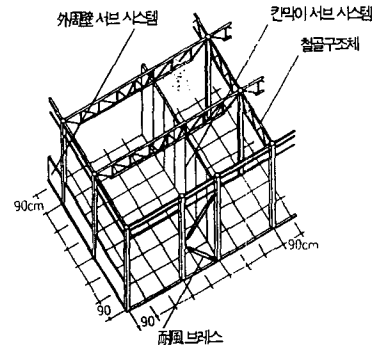 外周壁 서브 시스템
칸막이 서브 시스템
철골구조체
90cm
90cm
90
90
耐風 브레스